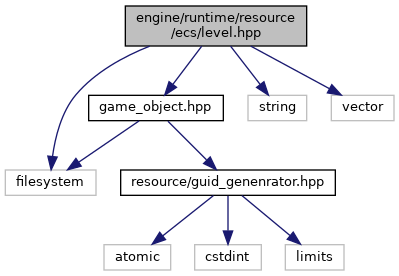 engine/runtime/resource
/ecs/level.hpp
game_object.hpp
string
vector
filesystem
resource/guid_genenrator.hpp
atomic
cstdint
limits